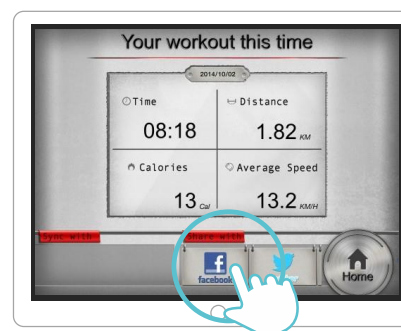 Your workout this time
2014/10/02
Time
Distance
08:18
1.82 KM
Calories
Average Speed
13 Cal
13.2 KM/H
Sync with
Share with
facebook
Home